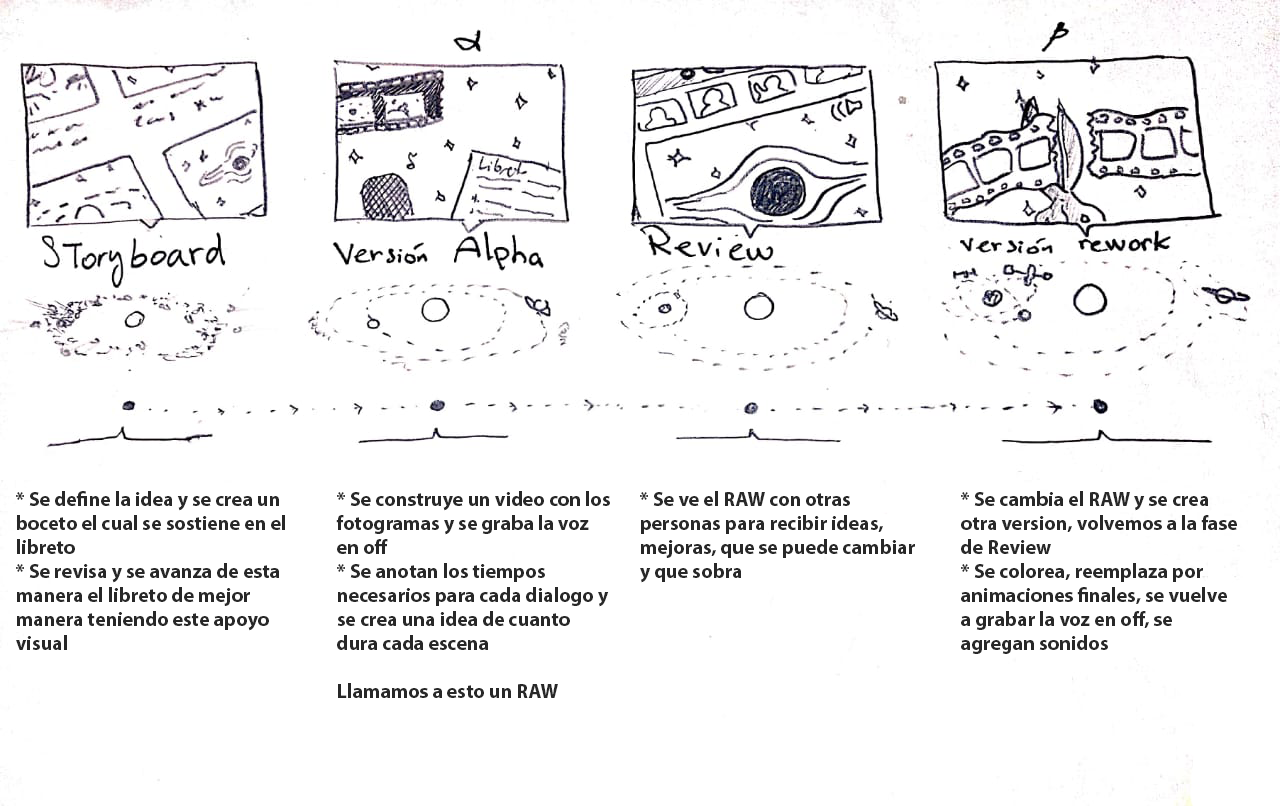 α
β
Libret
SToryboard
Versión Alpha
Review
versión rework
* Se define la idea y se crea un
boceto el cual se sostiene en el
libreto
* Se revisa y se avanza de esta
manera el libreto de mejor
manera teniendo este apoyo
visual
* Se construye un video con los
fotogramas y se graba la voz
en off
* Se anotan los tiempos
necesarios para cada dialogo y
se crea una idea de cuanto
dura cada escena
Llamamos a esto un RAW
* Se ve el RAW con otras
personas para recibir ideas,
mejoras, que se puede cambiar
y que sobra
* Se cambia el RAW y se crea
otra version, volvemos a la fase
de Review
* Se colorea, reemplaza por
animaciones finales, se vuelve
a grabar la voz en off, se
agregan sonidos